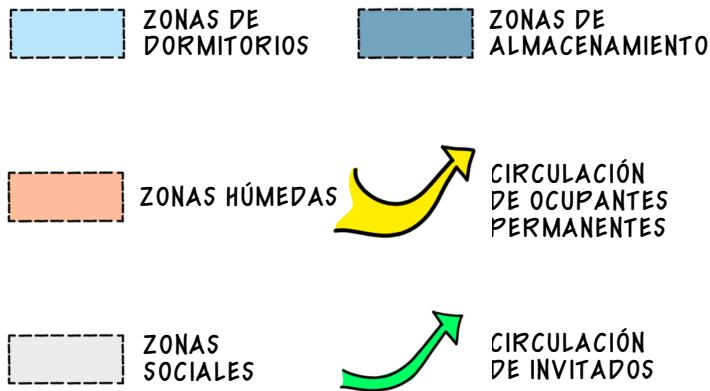 ZONAS DE
DORMITORIOS
ZONAS DE
ALMACENAMIENTO
ZONAS HÚMEDAS
CIRCULACIÓN
DE OCUPANTES
PERMANENTES
ZONAS
SOCIALES
CIRCULACIÓN
DE INVITADOS